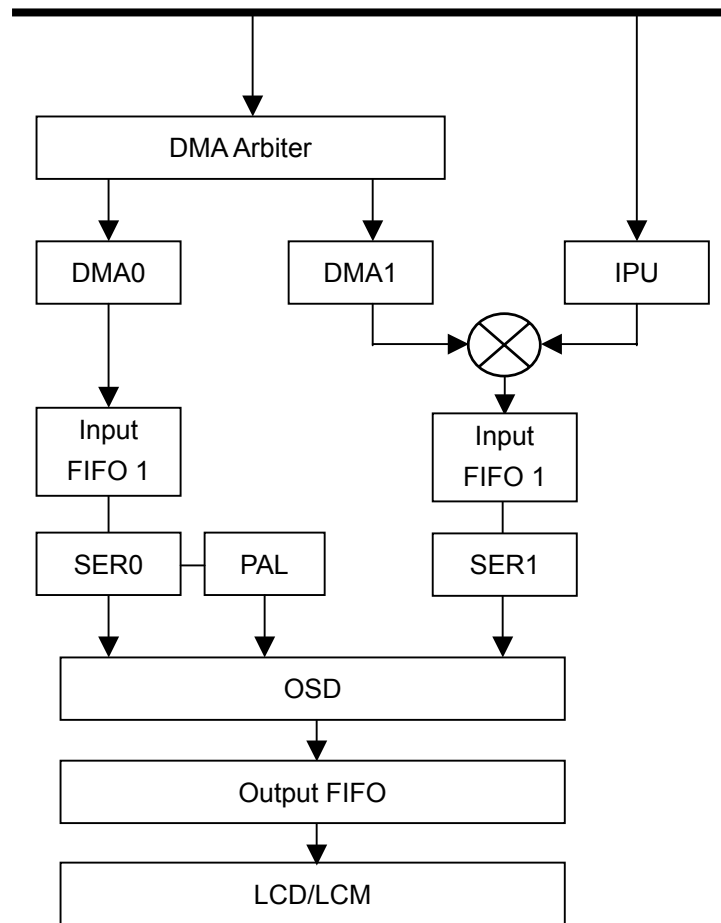 DMA Arbiter
DMA0
DMA1
IPU
Input
FIFO 1
Input
FIFO 1
SER0
PAL
SER1
OSD
Output FIFO
LCD/LCM